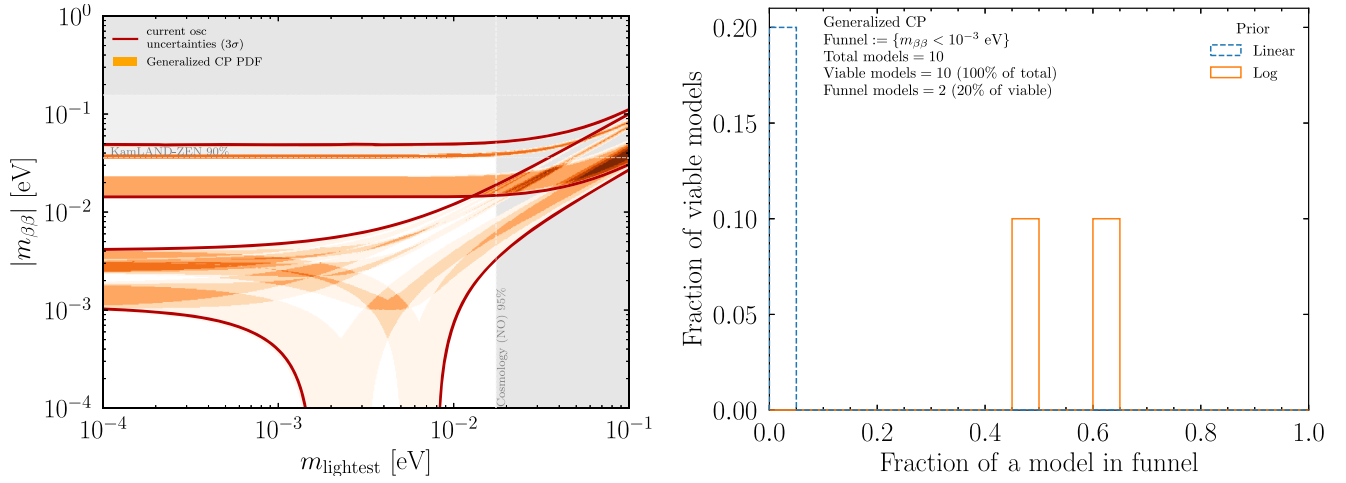 10⁰
10⁻¹
10⁻²
10⁻³
10⁻⁴
|mββ| [eV]
current osc
uncertainties (3σ)
Generalized CP PDF
KamLAND-ZEN 90%
Cosmology (NO) 95%
10⁻⁴
10⁻³
10⁻²
10⁻¹
m_lightest [eV]
0.20
0.15
0.10
0.05
0.00
Fraction of viable models
Generalized CP
Funnel := {mββ < 10⁻³ eV}
Total models = 10
Viable models = 10 (100% of total)
Funnel models = 2 (20% of viable)
Prior
Linear
Log
0.0
0.2
0.4
0.6
0.8
1.0
Fraction of a model in funnel